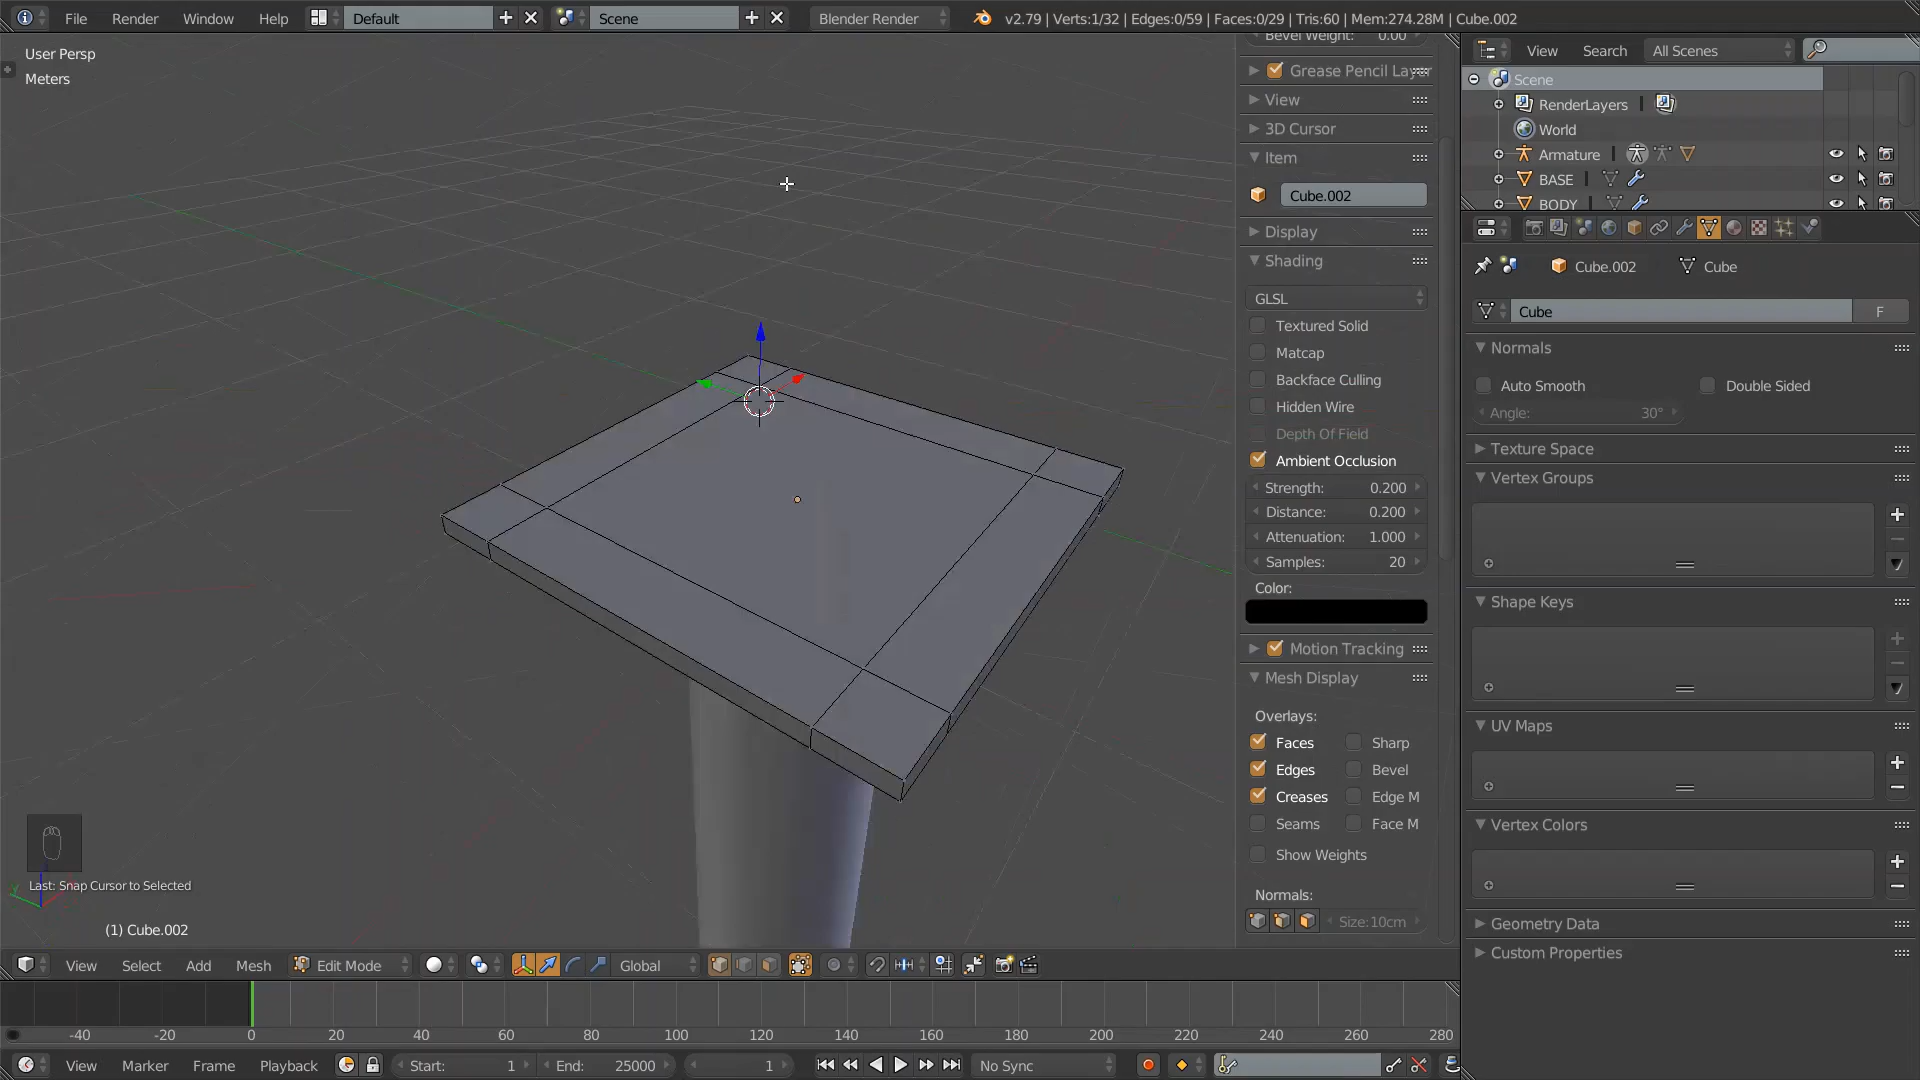 File Render Window Help Default Scene Blender Render v2.79 | Verts:1/32 | Edges:0/59 | Faces:0/29 | Tris:60 | Mem:274.28M | Cube.002
User Persp
Meters
Bevel Weight: 0.00
Grease Pencil Layer
View
3D Cursor
Item
Cube.002
Display
Shading
GLSL
Textured Solid
Matcap
Backface Culling
Hidden Wire
Depth Of Field
Ambient Occlusion
Strength: 0.200
Distance: 0.200
Attenuation: 1.000
Samples: 20
Color:
Motion Tracking
Mesh Display
Overlays:
Faces Sharp
Edges Bevel
Creases Edge M
Seams Face M
Show Weights
Normals:
Size:10cm
View Search All Scenes
Scene
RenderLayers |
World
Armature |
BASE |
BODY |
Cube.002 Cube
Cube F
Normals
Auto Smooth Double Sided
Angle: 30°
Texture Space
Vertex Groups
Shape Keys
UV Maps
Vertex Colors
Geometry Data
Custom Properties
Last: Snap Cursor to Selected
(1) Cube.002
View Select Add Mesh Edit Mode Global
-40 -20 0 20 40 60 80 100 120 140 160 180 200 220 240 260 280
View Marker Frame Playback Start: 1 End: 25000 1 No Sync